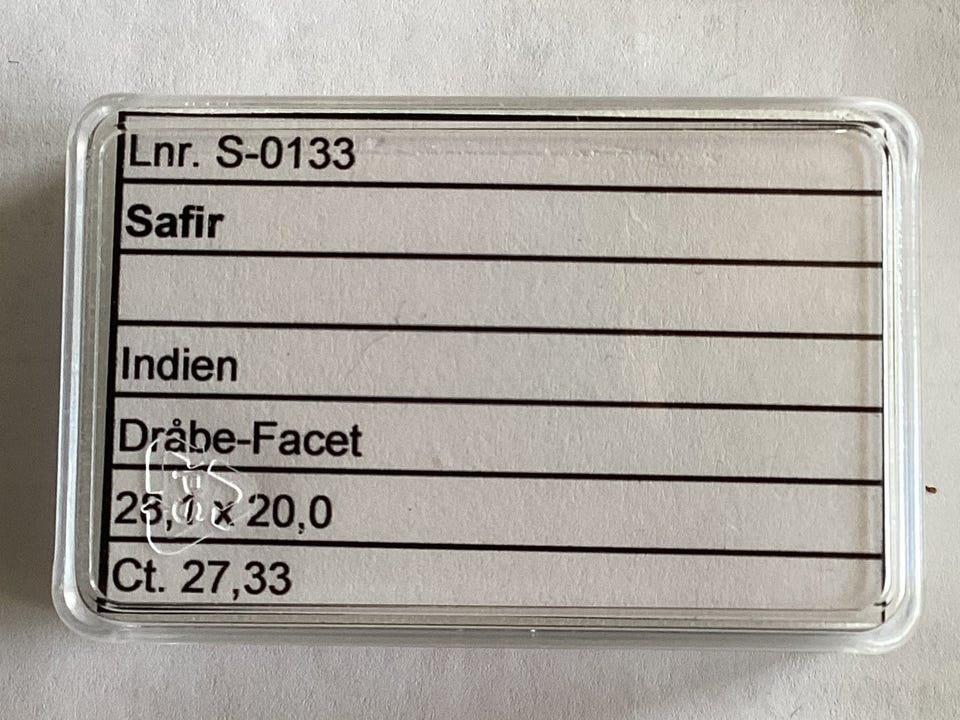 Lnr. S-0133
Safir
Indien
Dråbe-Facet
x 20,0
Ct. 27,33